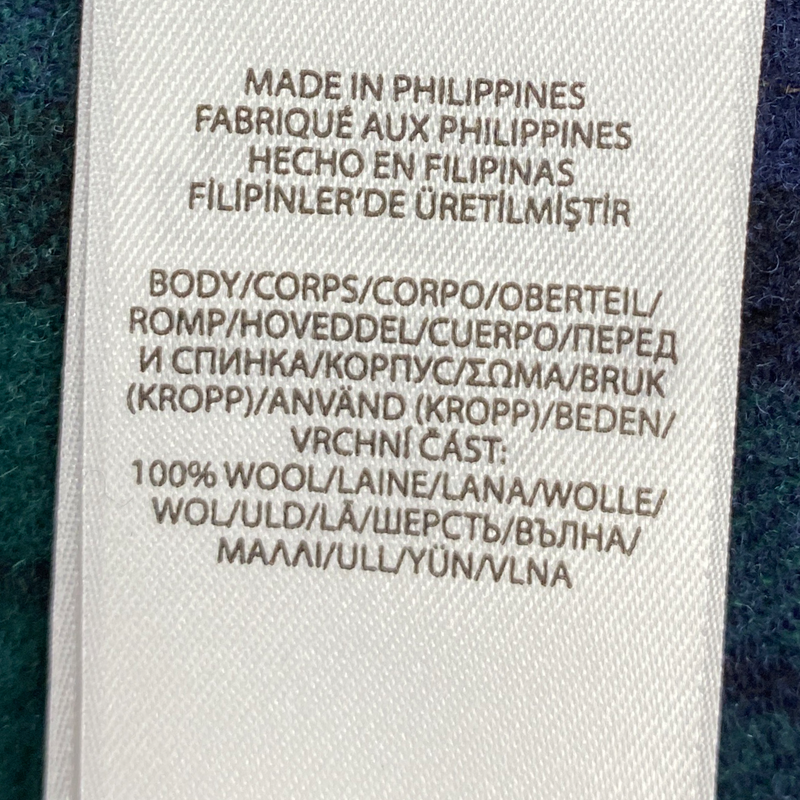 MADE IN PHILIPPINES
FABRIQUÉ AUX PHILIPPINES
HECHO EN FILIPINAS
FİLİPİNLER'DE ÜRETİLMİŞTİR
BODY/CORPS/CORPO/OBERTEIL/
ROMP/HOVEDDEL/CUERPO/ПЕРЕД
И СПИНКА/КОРПУС/ΣΩΜΑ/BRUK
(KROPP)/ANVÄND (KROPP)/BEDEN/
VRCHNÍ ČÁST:
100% WOOL/LAINE/LANA/WOLLE/
WOL/ULD/LÃ/ШЕРСТЬ/ВЪЛНА/
ΜΑΛΛΙ/ULL/YÜN/VLNA